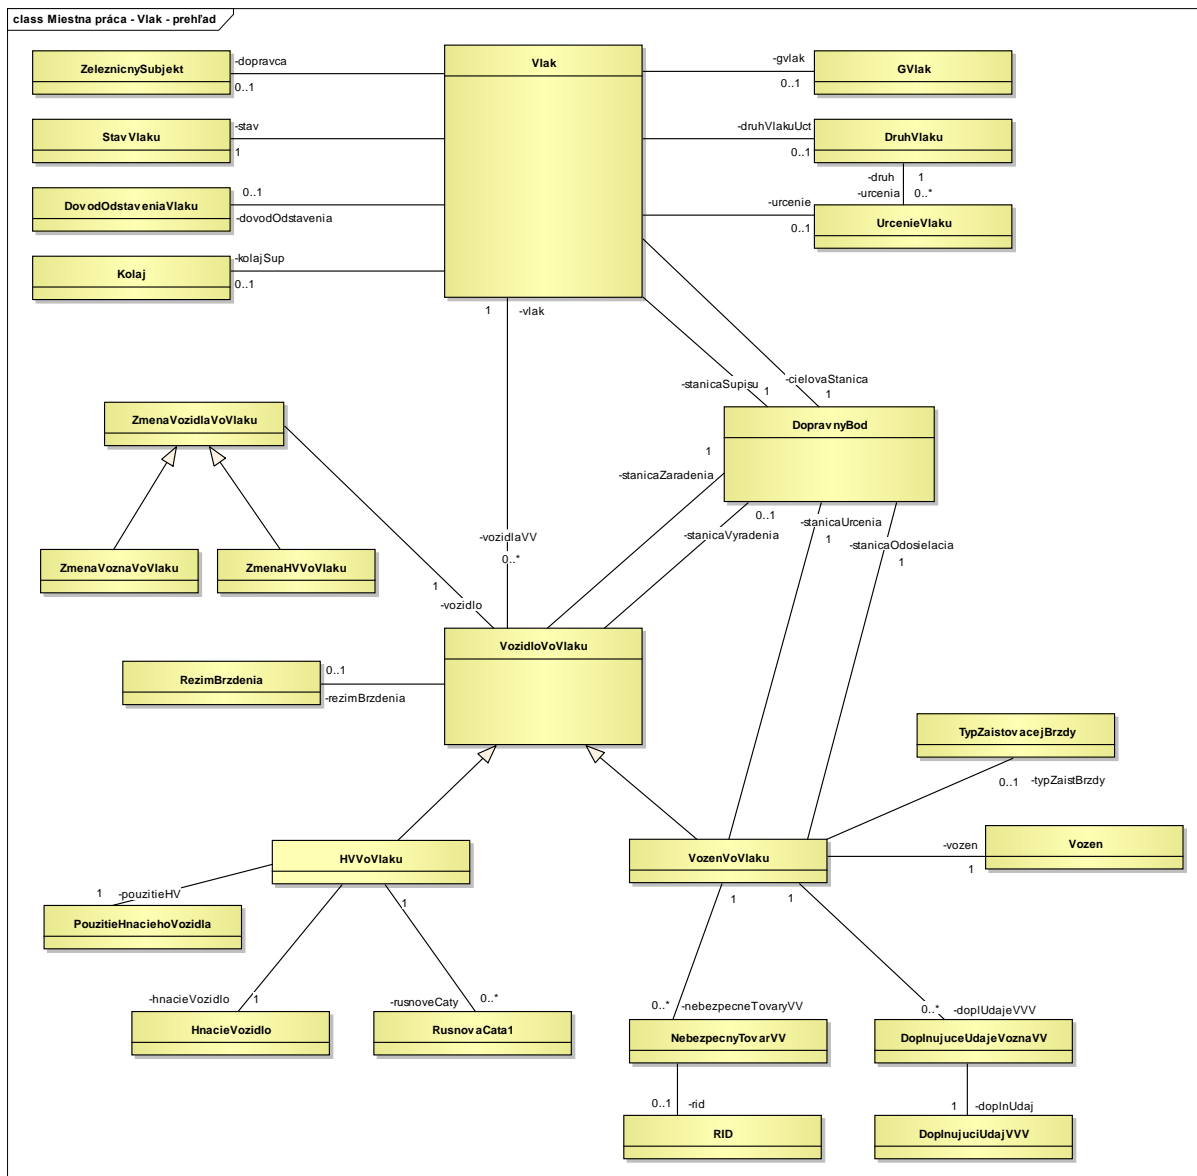 class Miestna práca - Vlak - prehľad
ZeleznicnySubjekt
-dopravca
0..1
Vlak
-gvlak
0..1
GVlak
StavVlaku
-stav
1
-druhVlakuUct
0..1
DruhVlaku
-druh 1
-urcenia 0..*
DovodOdstaveniaVlaku
0..1
-dovodOdstavenia
-urcenie
0..1
UrcenieVlaku
Kolaj
-kolajSup
0..1
1 -vlak
-stanicaSupisu 1
-cielovaStanica
1
ZmenaVozidlaVoVlaku
DopravnyBod
1
-stanicaZaradenia
0..1
-stanicaVyradenia
-stanicaUrcenia
1
-stanicaOdosielacia
1
-vozidlaVV
0..*
ZmenaVoznaVoVlaku
ZmenaHVVoVlaku
1
-vozidlo
VozidloVoVlaku
RezimBrzdenia
0..1
-rezimBrzdenia
TypZaistovacejBrzdy
0..1 -typZaistBrzdy
HVVoVlaku
VozenVoVlaku
-vozen
1
Vozen
1 -pouzitieHV
1
1
1
PouzitieHnaciehoVozidla
-hnacieVozidlo 1
-rusnoveCaty 0..*
0..* -nebezpecneTovaryVV
0..* -doplUdajeVVV
HnacieVozidlo
RusnovaCata1
NebezpecnyTovarVV
DoplnujuceUdajeVoznaVV
0..1 -rid
1 -doplnUdaj
RID
DoplnujuciUdajVVV